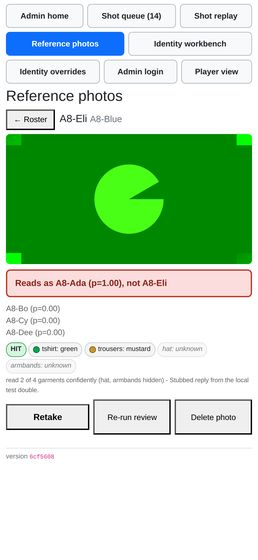 Admin home
Shot queue (14)
Shot replay
Reference photos
Identity workbench
Identity overrides
Admin login
Player view
Reference photos
← Roster
A8-Eli A8-Blue
Reads as A8-Ada (p=1.00), not A8-Eli
A8-Bo (p=0.00)
A8-Cy (p=0.00)
A8-Dee (p=0.00)
HIT
tshirt: green
trousers: mustard
hat: unknown
armbands: unknown
read 2 of 4 garments confidently (hat, armbands hidden) - Stubbed reply from the local
test double.
Retake
Re-run review
Delete photo
version 6cf5608